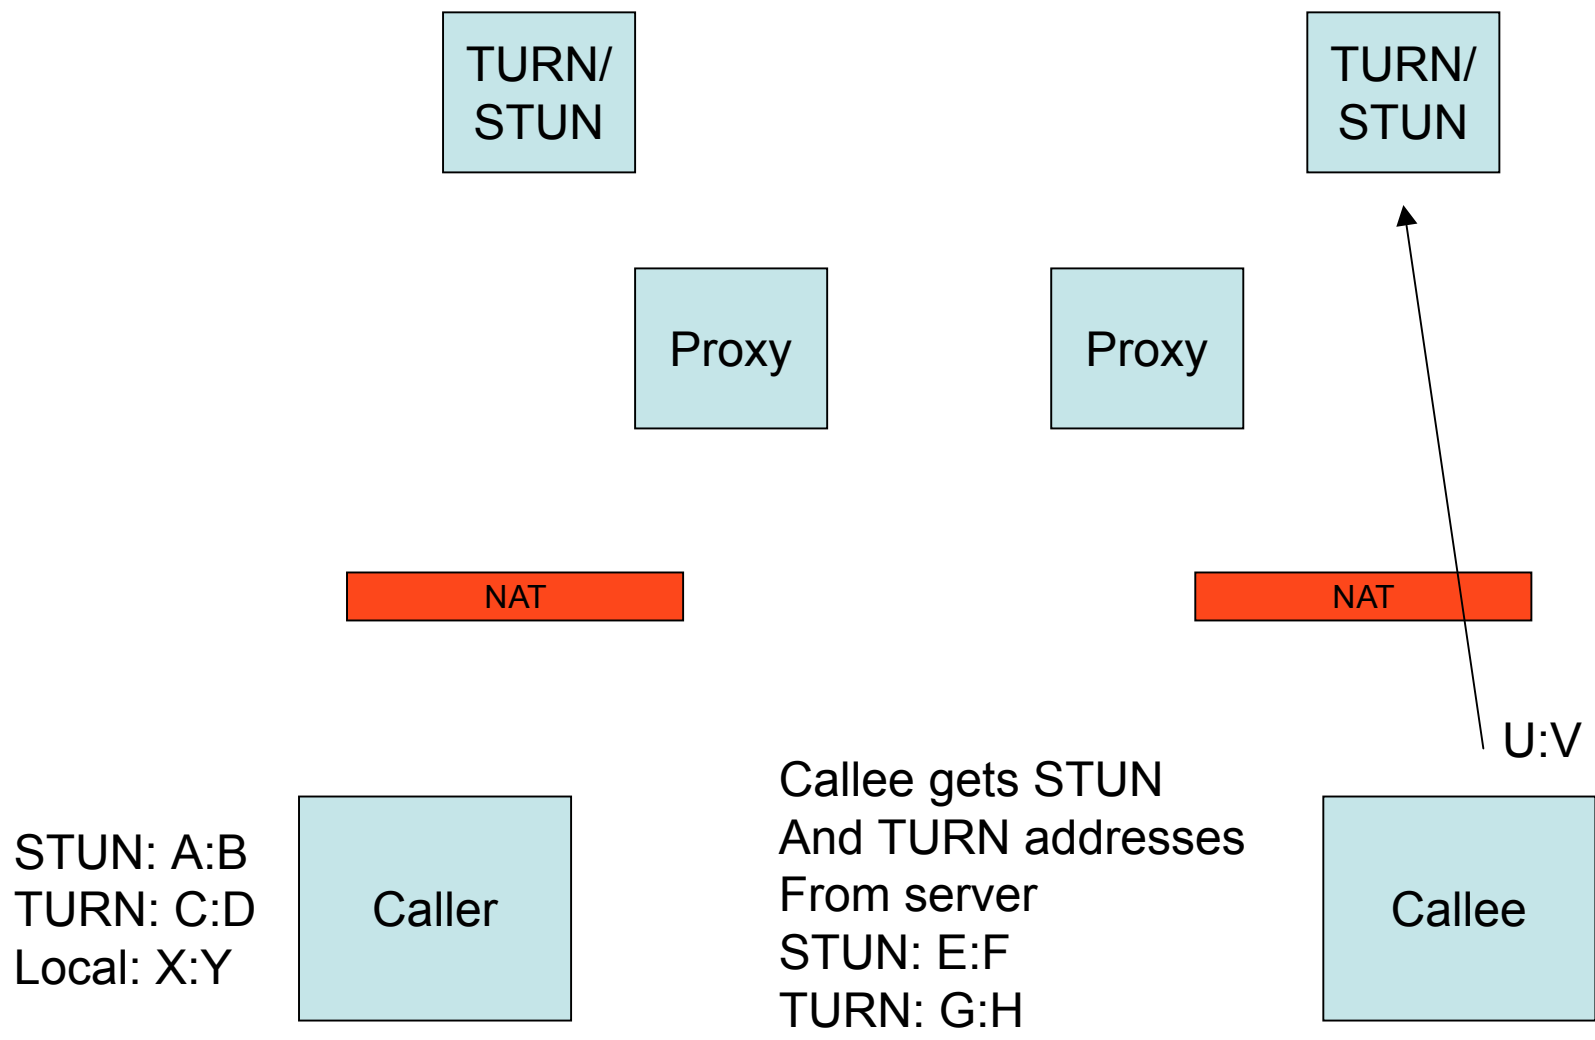 TURN/
STUN
TURN/
STUN
Proxy
Proxy
NAT
NAT
U:V
STUN: A:B
TURN: C:D
Local: X:Y
Caller
Callee gets STUN
And TURN addresses
From server
STUN: E:F
TURN: G:H
Callee